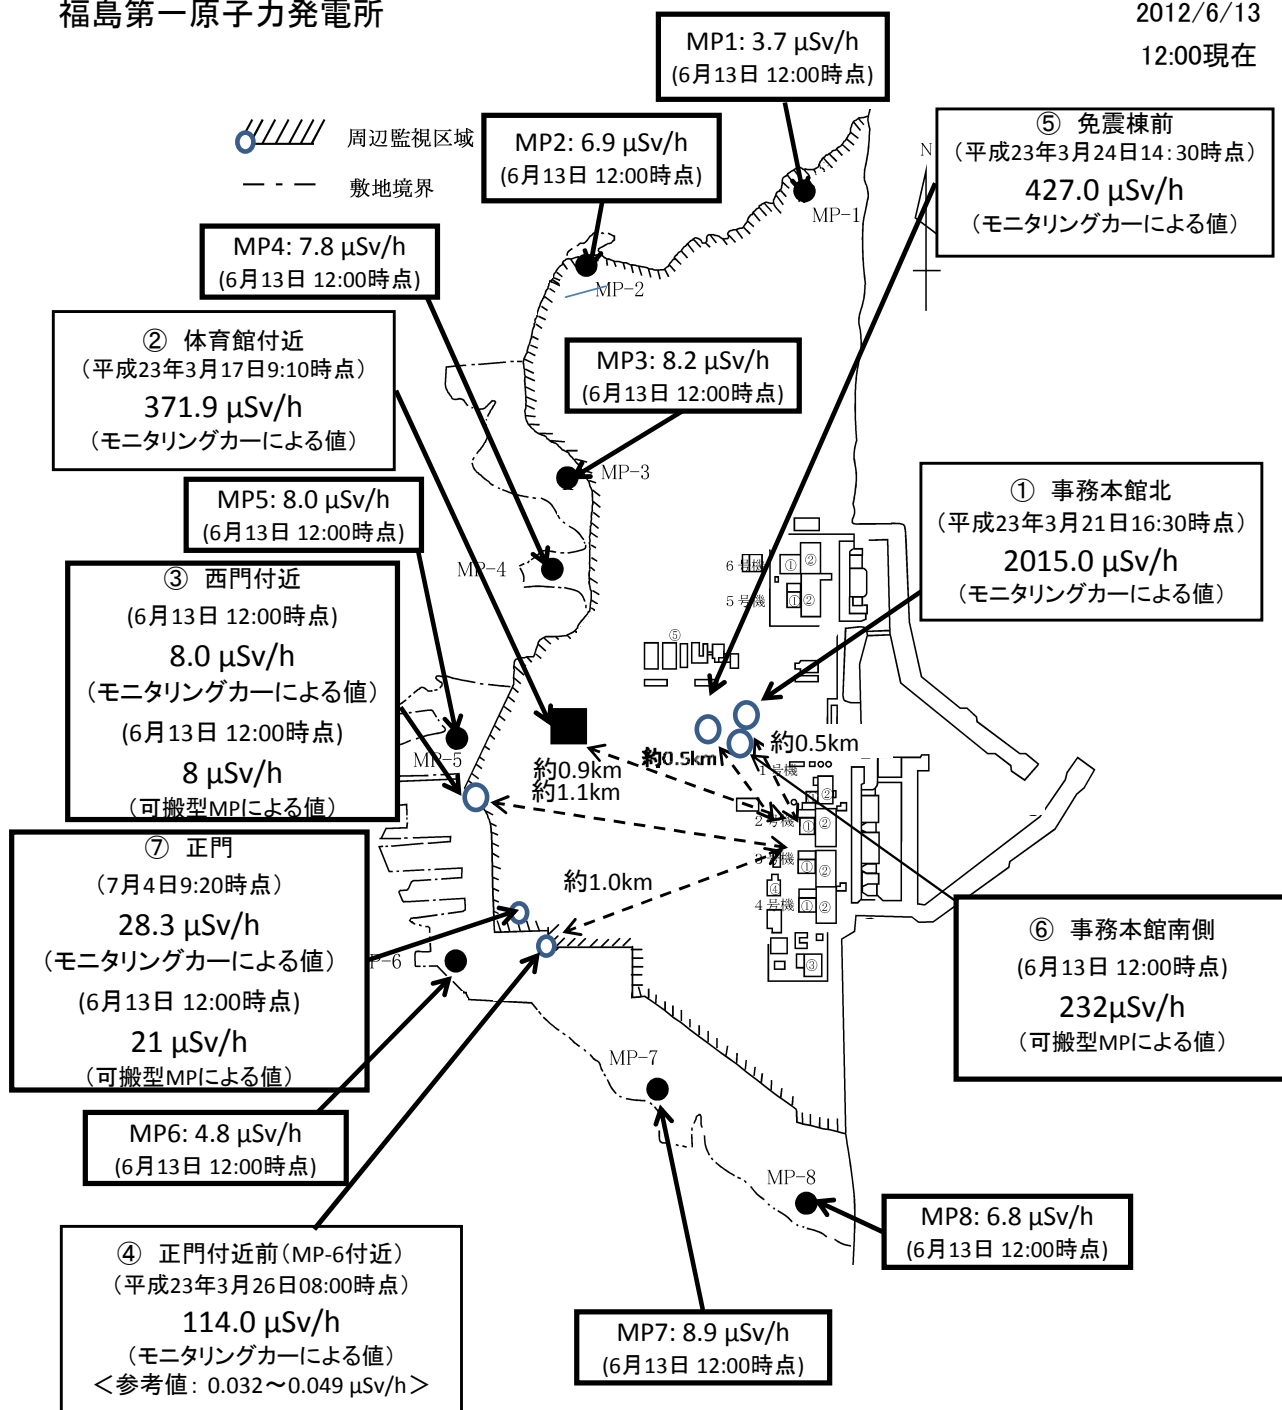 福島第一原子力発電所
2012/6/13
12:00現在
周辺監視区域
敷地境界
MP1: 3.7 μSv/h
(6月13日 12:00時点)
MP2: 6.9 μSv/h
(6月13日 12:00時点)
⑤ 免震棟前
(平成23年3月24日14:30時点)
427.0 μSv/h
(モニタリングカーによる値)
N
MP-1
MP4: 7.8 μSv/h
(6月13日 12:00時点)
MP-2
② 体育館付近
(平成23年3月17日9:10時点)
371.9 μSv/h
(モニタリングカーによる値)
MP3: 8.2 μSv/h
(6月13日 12:00時点)
MP-3
MP5: 8.0 μSv/h
(6月13日 12:00時点)
① 事務本館北
(平成23年3月21日16:30時点)
2015.0 μSv/h
(モニタリングカーによる値)
MP-4
6号機
① ②
5号機
① ②
③ 西門付近
(6月13日 12:00時点)
8.0 μSv/h
(モニタリングカーによる値)
(6月13日 12:00時点)
8 μSv/h
(可搬型MPによる値)
⑤
MP-5
約0.9km
約1.1km
約0.5km
約0.5km
1号機
②
2号機
① ②
3号機
① ②
④
4号機
① ②
③
約1.0km
⑦ 正門
(7月4日9:20時点)
28.3 μSv/h
(モニタリングカーによる値)
(6月13日 12:00時点)
21 μSv/h
(可搬型MPによる値)
P-6
⑥ 事務本館南側
(6月13日 12:00時点)
232μSv/h
(可搬型MPによる値)
MP-7
MP6: 4.8 μSv/h
(6月13日 12:00時点)
MP-8
MP8: 6.8 μSv/h
(6月13日 12:00時点)
④ 正門付近前(MP-6付近)
(平成23年3月26日08:00時点)
114.0 μSv/h
(モニタリングカーによる値)
<参考値: 0.032~0.049 μSv/h>
MP7: 8.9 μSv/h
(6月13日 12:00時点)